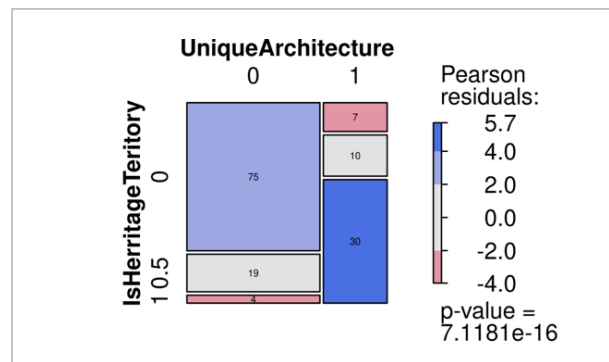 UniqueArchitecture
0 1
IsHerritageTeritory
0
0.5
1
75
19
4
7
10
30
Pearson
residuals:
5.7
4.0
2.0
0.0
-2.0
-4.0
p-value =
7.1181e-16